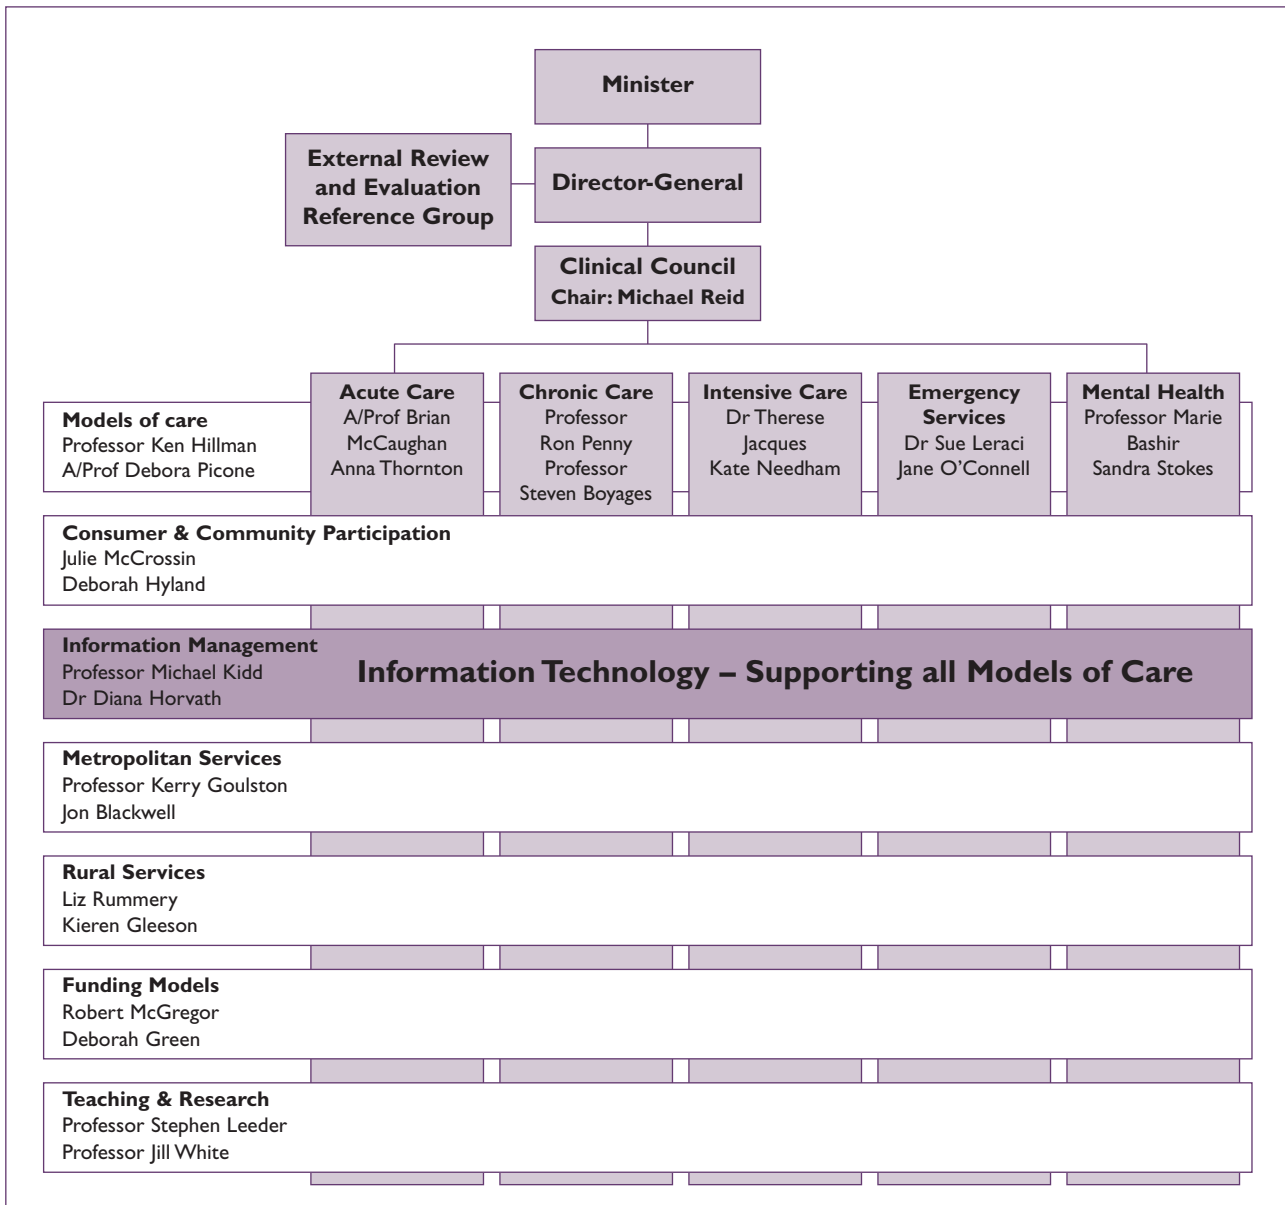 Minister
External Review
and Evaluation
Reference Group
Director-General
Clinical Council
Chair: Michael Reid
Models of care
Professor Ken Hillman
A/Prof Debora Picone
Acute Care
A/Prof Brian
McCaughan
Anna Thornton
Chronic Care
Professor
Ron Penny
Professor
Steven Boyages
Intensive Care
Dr Therese
Jacques
Kate Needham
Emergency
Services
Dr Sue Leraci
Jane O’Connell
Mental Health
Professor Marie
Bashir
Sandra Stokes
Consumer & Community Participation
Julie McCrossin
Deborah Hyland
Information Management
Professor Michael Kidd
Dr Diana Horvath
Information Technology – Supporting all Models of Care
Metropolitan Services
Professor Kerry Goulston
Jon Blackwell
Rural Services
Liz Rummery
Kieren Gleeson
Funding Models
Robert McGregor
Deborah Green
Teaching & Research
Professor Stephen Leeder
Professor Jill White